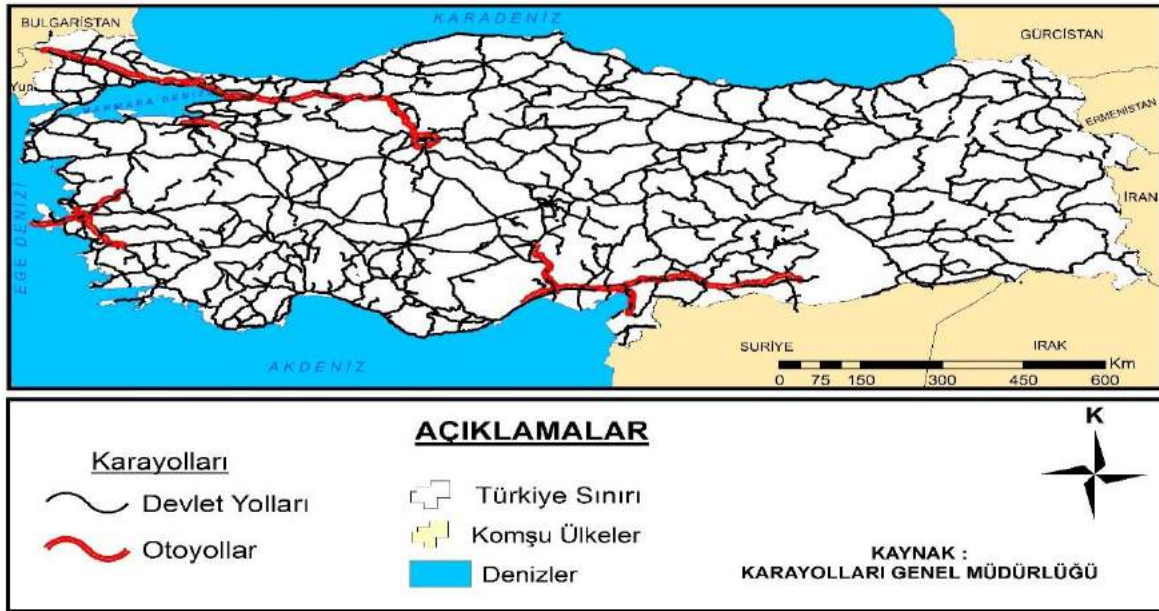 BULGARİSTAN
KARADENİZ
GÜRCİSTAN
Yun
MARMARA DENİZ
ERMENİSTAN
EGE DENİZİ
İRAN
AKDENİZ
SURİYE
IRAK
Km
0 75 150 300 450 600
AÇIKLAMALAR
K
Karayolları
Devlet Yolları
Otoyollar
Türkiye Sınırı
Komşu Ülkeler
Denizler
KAYNAK :
KARAYOLLARI GENEL MÜDÜRLÜĞÜ